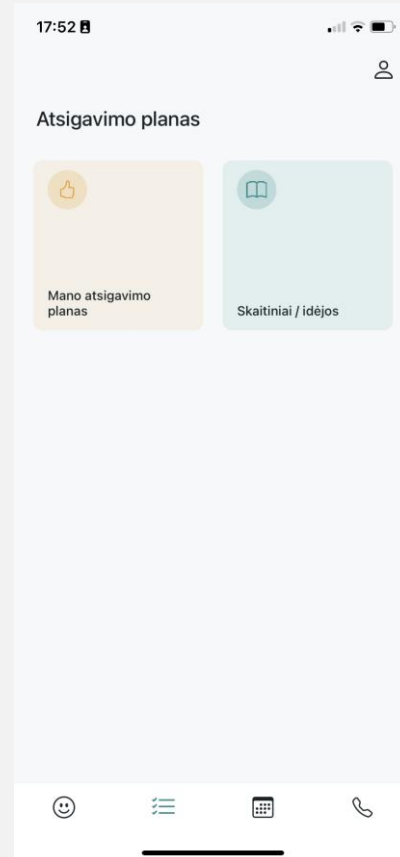 17:52
Atsigavimo planas
Mano atsigavimo
planas
Skaitiniai / idėjos